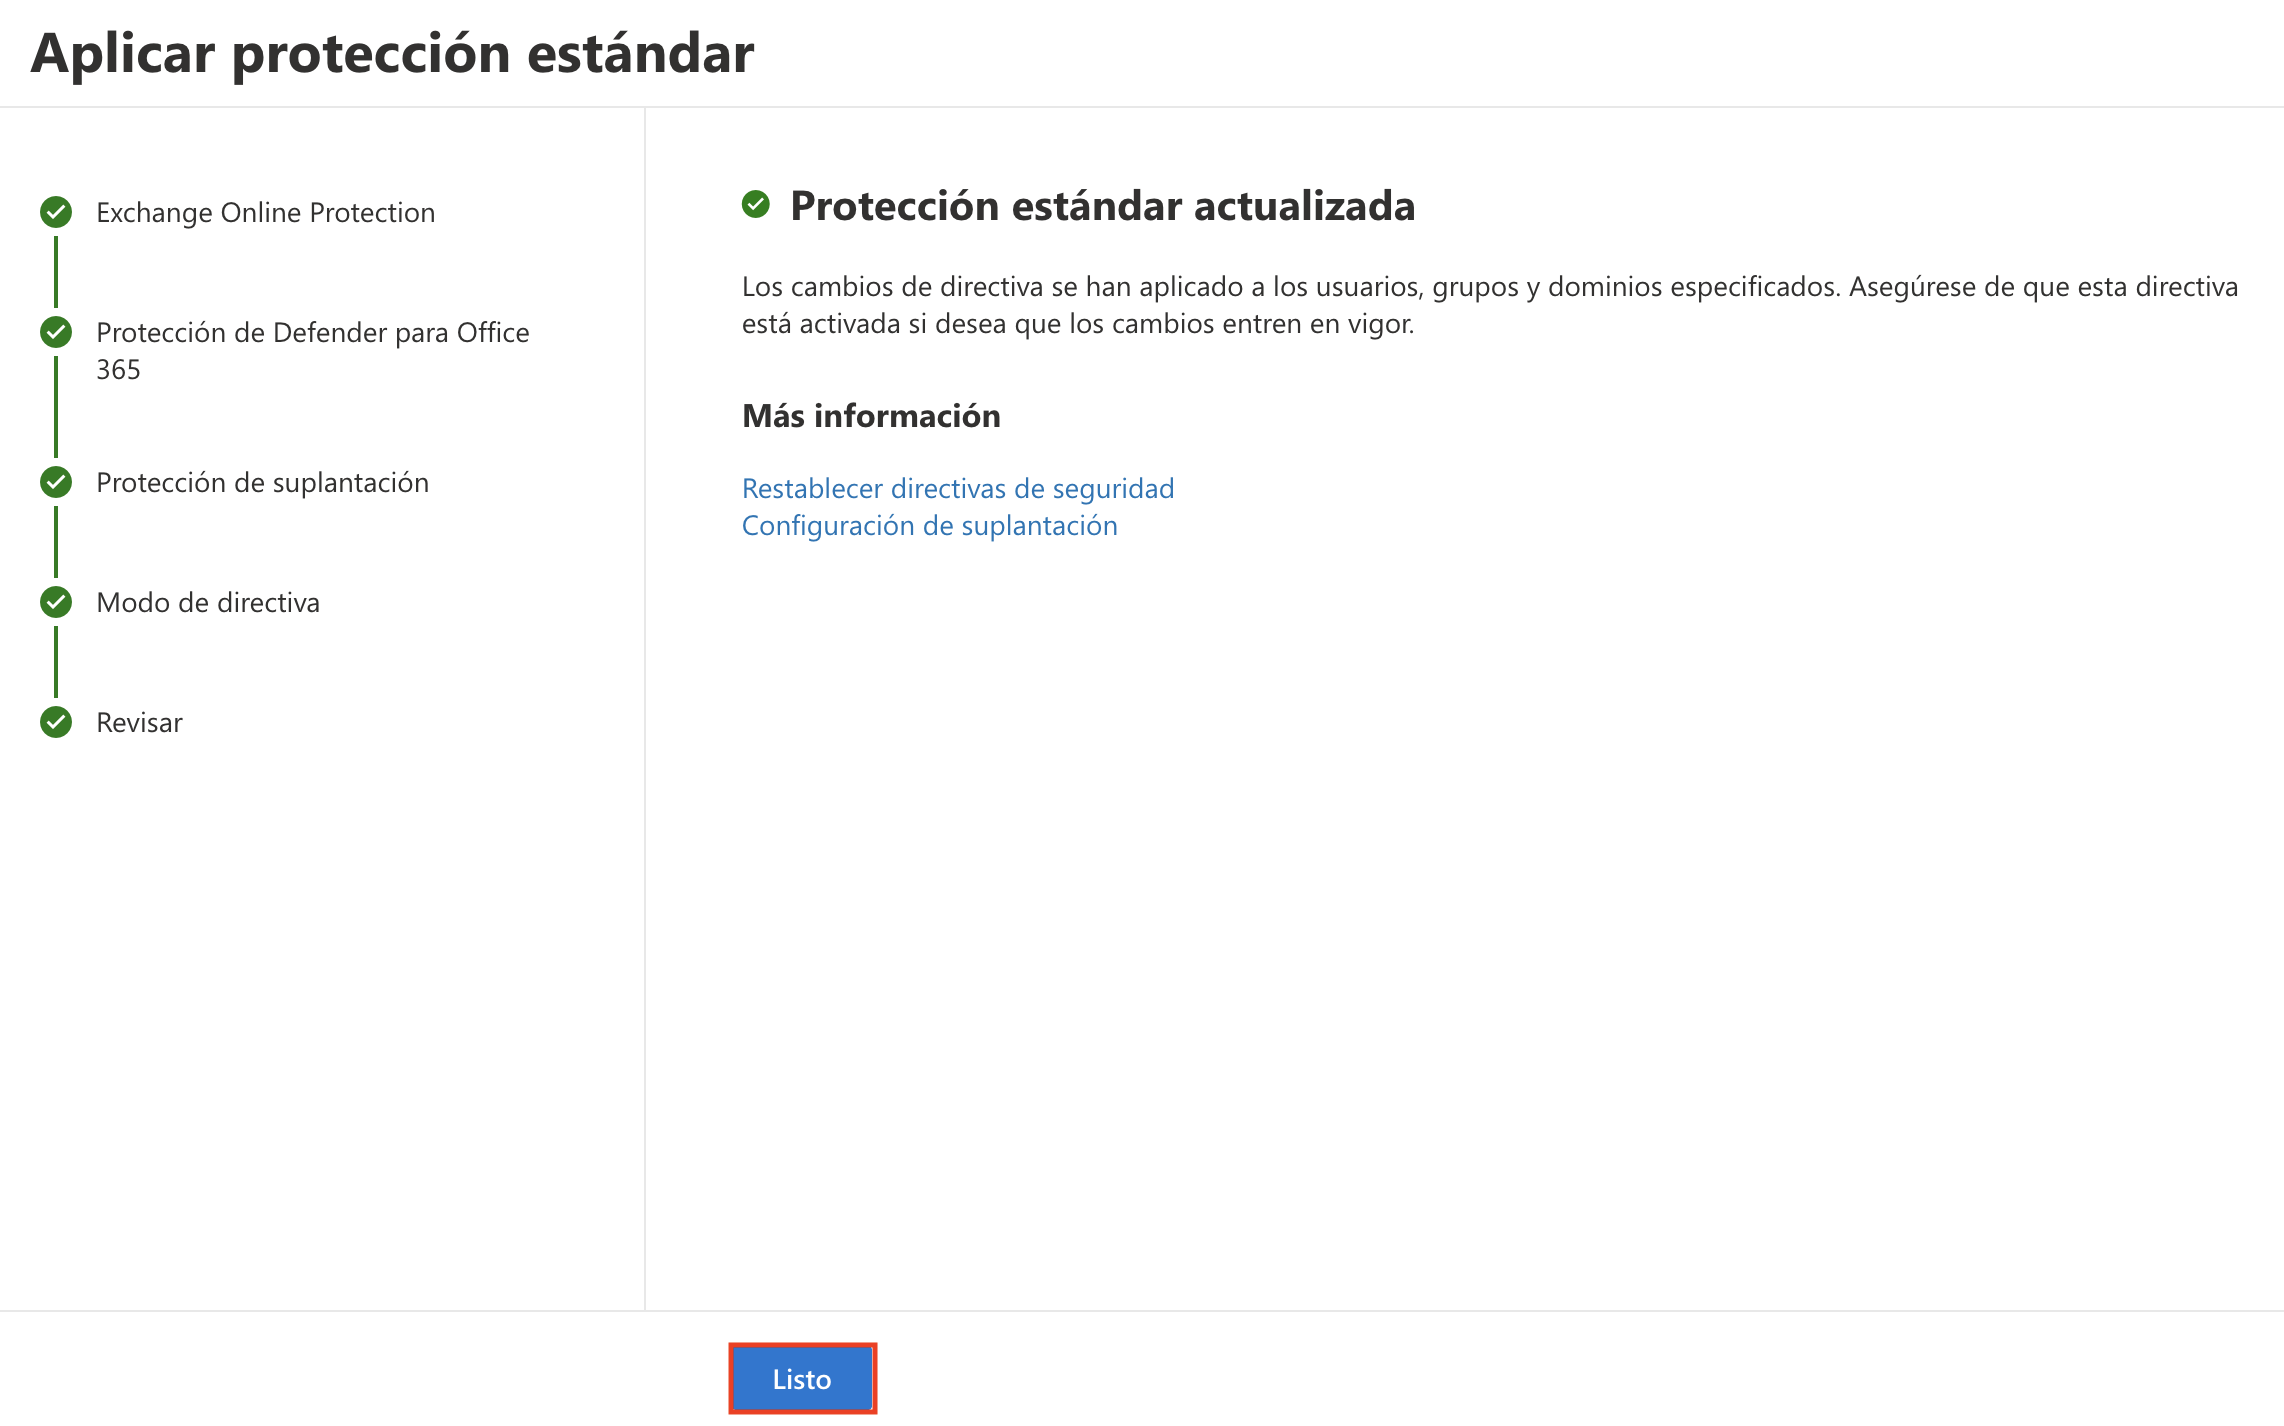 Aplicar protección estándar
Exchange Online Protection
Protección de Defender para Office
365
Protección de suplantación
Modo de directiva
Revisar
Protección estándar actualizada
Los cambios de directiva se han aplicado a los usuarios, grupos y dominios especificados. Asegúrese de que esta directiva
está activada si desea que los cambios entren en vigor.
Más información
Restablecer directivas de seguridad
Configuración de suplantación
Listo